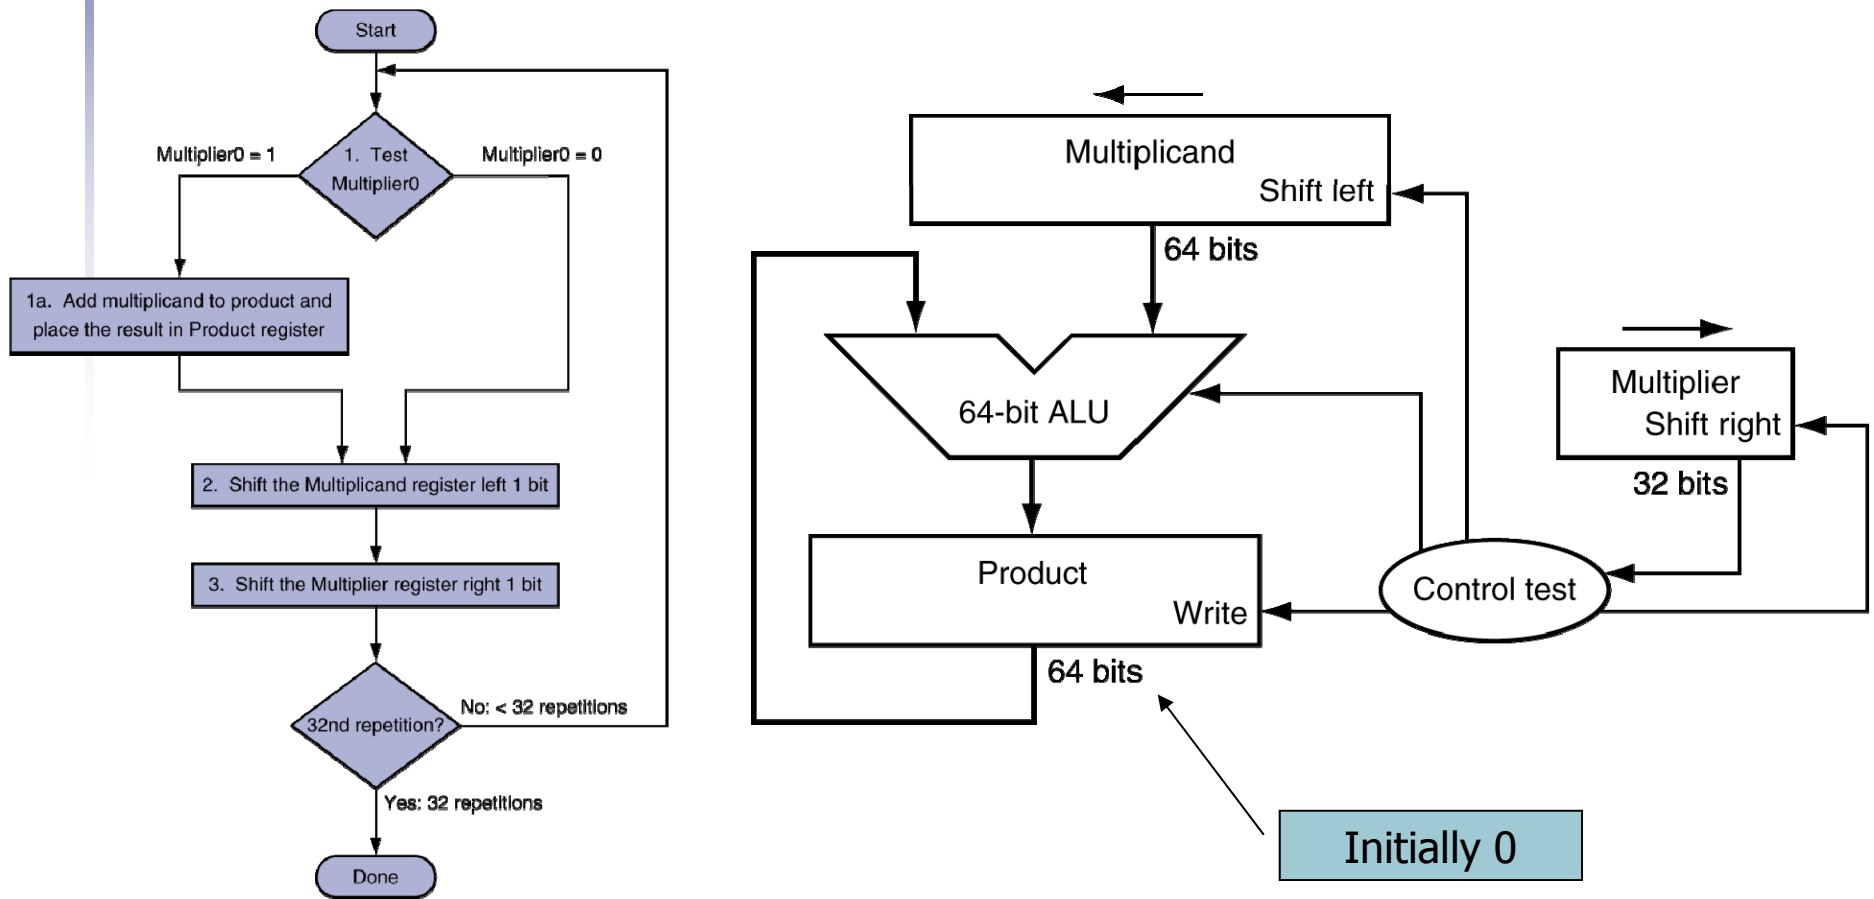 Start
Multiplier0 = 1
1. Test
Multiplier0
Multiplier0 = 0
1a. Add multiplicand to product and
place the result in Product register
2. Shift the Multiplicand register left 1 bit
3. Shift the Multiplier register right 1 bit
32nd repetition?
No: < 32 repetitions
Yes: 32 repetitions
Done
Multiplicand
Shift left
64 bits
64-bit ALU
Multiplier
Shift right
32 bits
Product
Write
Control test
64 bits
Initially 0